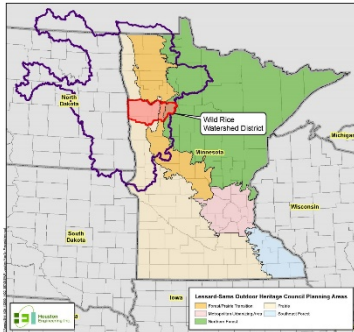 North
Dakota
Wild Rice
Watershed District
Minnesota
Michigan
Wisconsin
South
Dakota
Iowa
Lessard-Sams Outdoor Heritage Council Planning Areas
Forest/Prairie Transition
Prairie
Metropolitan Urbanizing Area
Southeast Forest
Northern Forest
Houston
Engineering Inc.